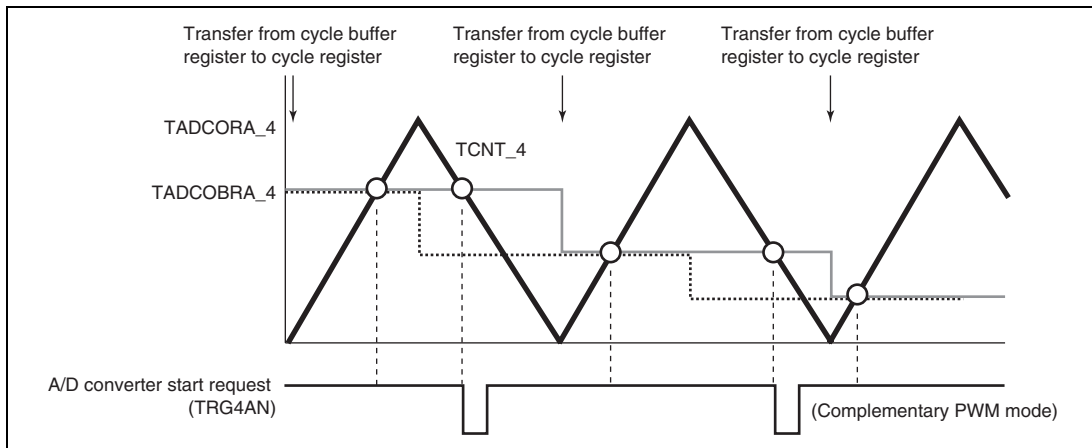 Transfer from cycle buffer
register to cycle register
Transfer from cycle buffer
register to cycle register
Transfer from cycle buffer
register to cycle register
TADCORA_4
TCNT_4
TADCOBRA_4
A/D converter start request
(TRG4AN)
(Complementary PWM mode)